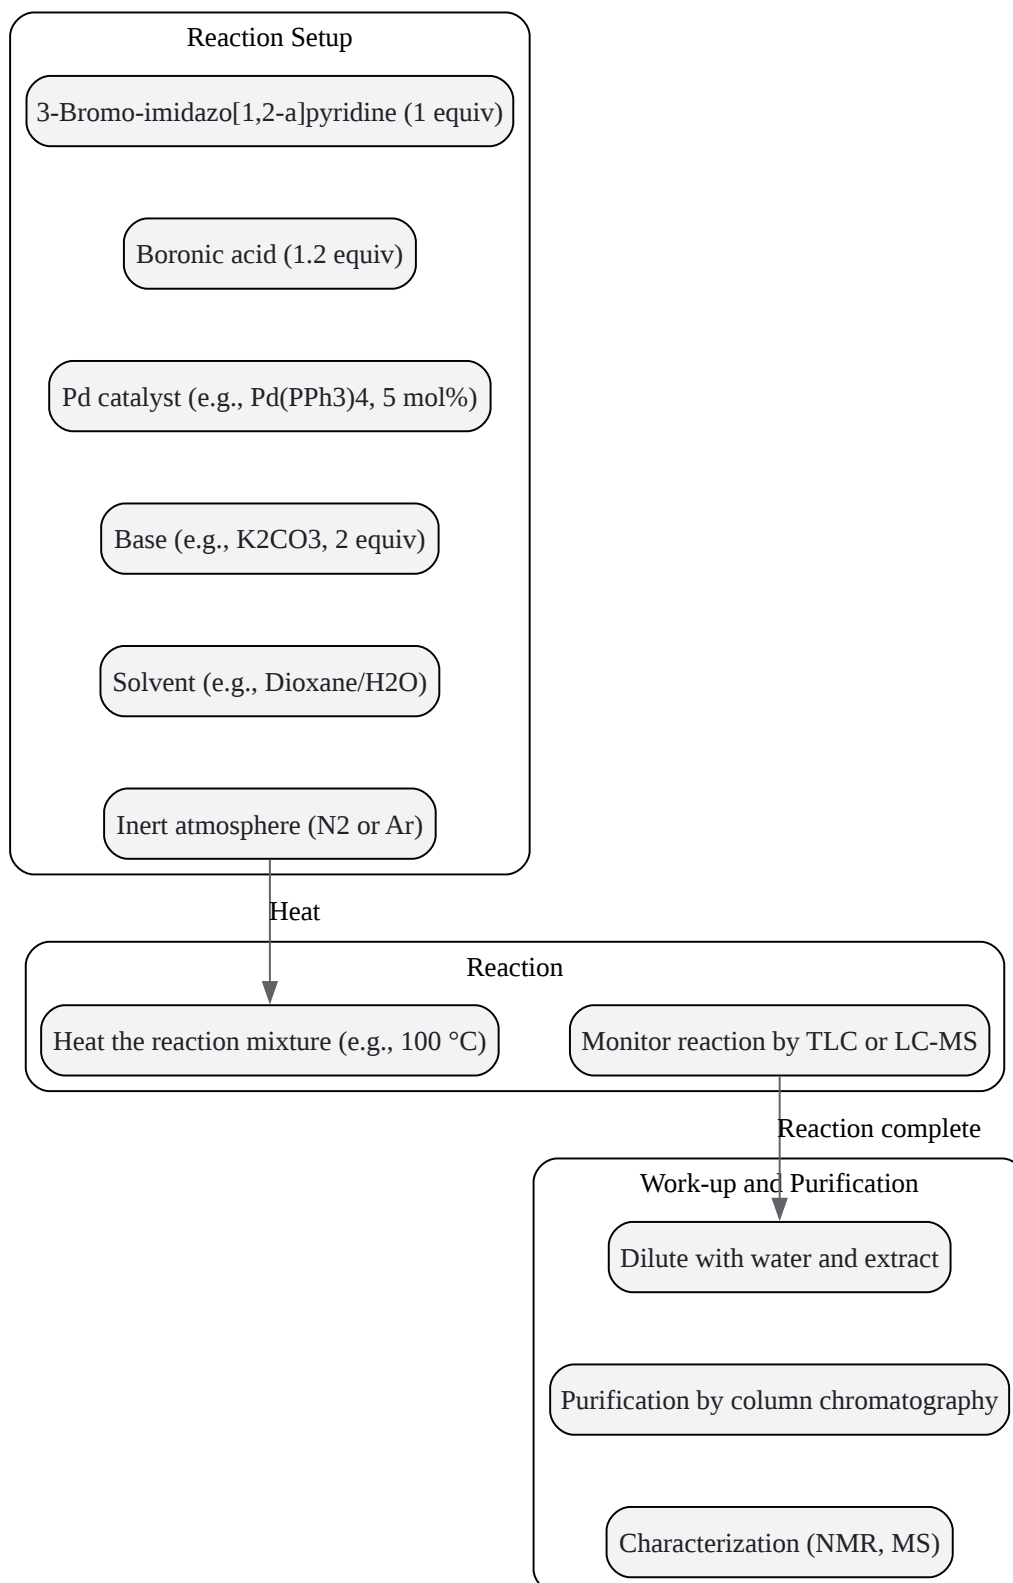 Reaction Setup
3-Bromo-imidazo[1,2-a]pyridine (1 equiv)
Boronic acid (1.2 equiv)
Pd catalyst (e.g., Pd(PPh3)4, 5 mol%)
Base (e.g., K2CO3, 2 equiv)
Solvent (e.g., Dioxane/H2O)
Inert atmosphere (N2 or Ar)
Heat
Reaction
Heat the reaction mixture (e.g., 100 °C)
Monitor reaction by TLC or LC-MS
Reaction complete
Work-up and Purification
Dilute with water and extract
Purification by column chromatography
Characterization (NMR, MS)